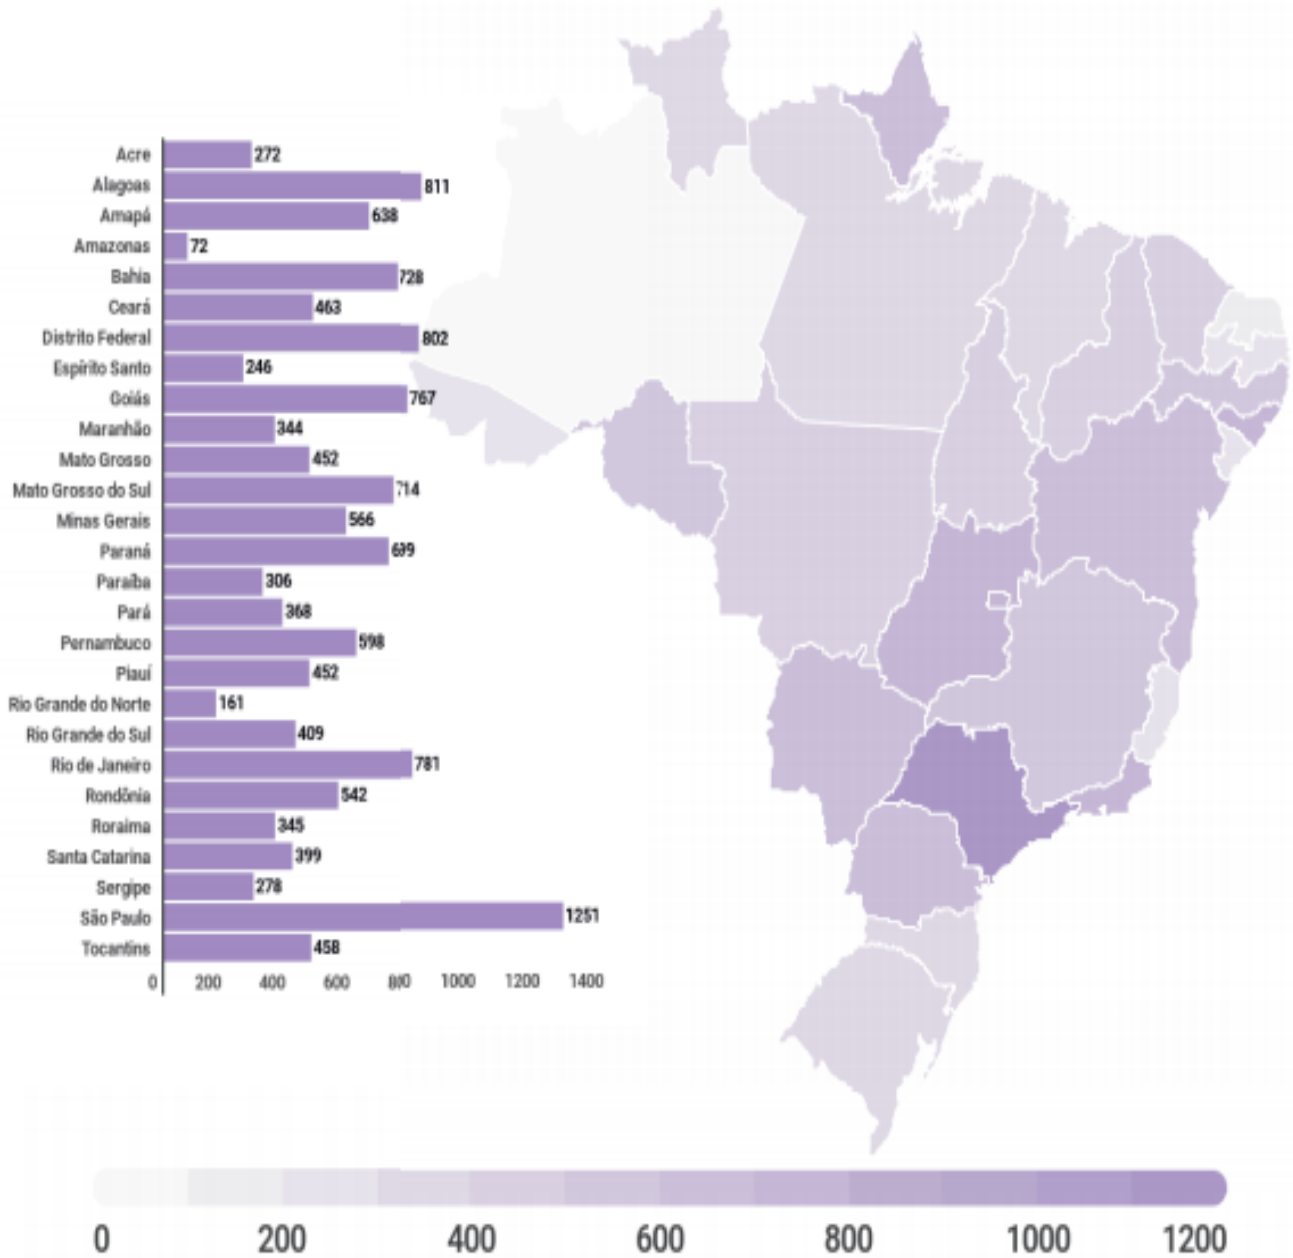 Acre 272
Alagoas 811
Amapá 638
Amazonas 72
Bahia 728
Ceará 463
Distrito Federal 802
Espírito Santo 246
Goiás 767
Maranhão 344
Mato Grosso 452
Mato Grosso do Sul 714
Minas Gerais 566
Paraná 699
Paraíba 306
Pará 368
Pernambuco 598
Piauí 452
Rio Grande do Norte 161
Rio Grande do Sul 409
Rio de Janeiro 781
Rondônia 542
Roraima 345
Santa Catarina 399
Sergipe 278
São Paulo 1251
Tocantins 458
0 200 400 600 800 1000 1200 1400
0 200 400 600 800 1000 1200